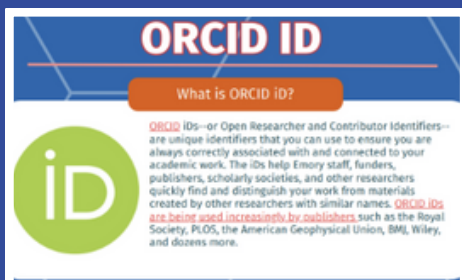 ORCID ID
What is ORCID iD?
iD
ORCID iDs--or Open Researcher and Contributor Identifiers--
are unique identifiers that you can use to ensure you are
always correctly associated with and connected to your
academic work. The iDs help Emory staff, funders,
publishers, scholarly societies, and other researchers
quickly find and distinguish your work from materials
created by other researchers with similar names. ORCID iDs
are being used increasingly by publishers such as the Royal
Society, PLOS, the American Geophysical Union, BMJ, Wiley,
and dozens more.